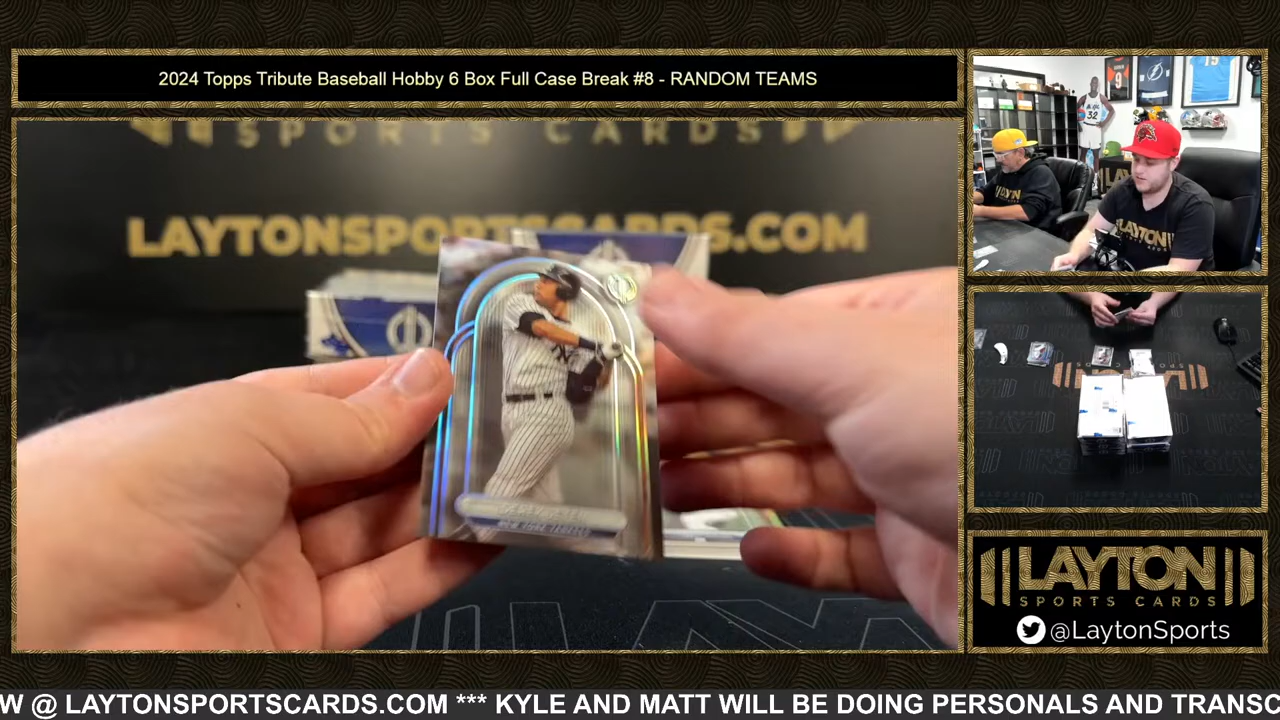 2024 Topps Tribute Baseball Hobby 6 Box Full Case Break #8 - RANDOM TEAMS
SPORTS CARDS
LAYTONSPORTSCARDS.COM
NEW YORK YANKEES
32
LAYTON
SPORTS CARDS
@LaytonSports
W @ LAYTONSPORTSCARDS.COM *** KYLE AND MATT WILL BE DOING PERSONALS AND TRANSC